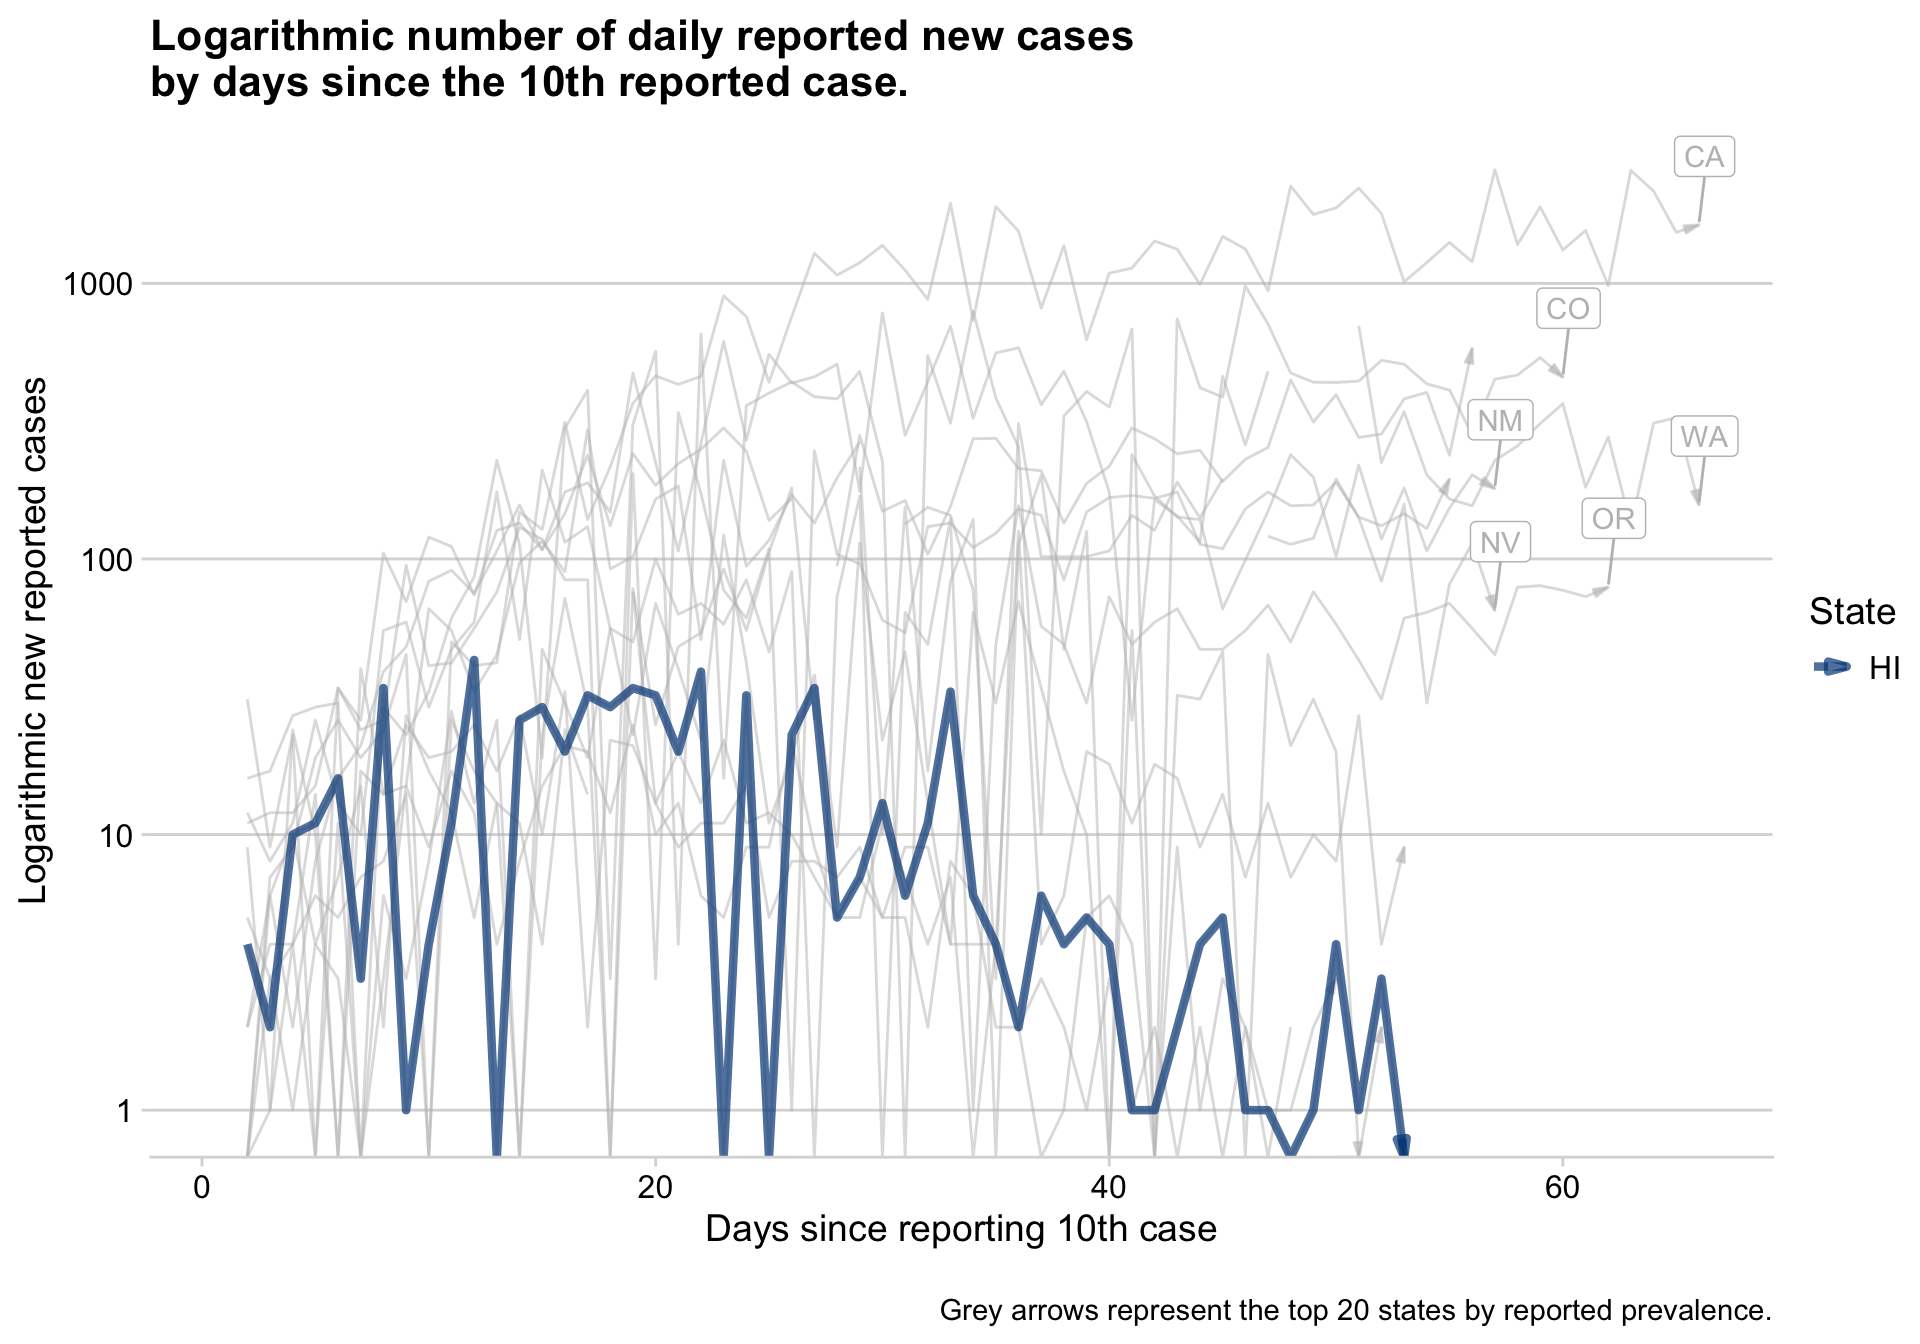 Logarithmic number of daily reported new cases
by days since the 10th reported case.
Logarithmic new reported cases
1000
100
10
1
CA
CO
NM
WA
OR
NV
State
HI
0
20
40
60
Days since reporting 10th case
Grey arrows represent the top 20 states by reported prevalence.